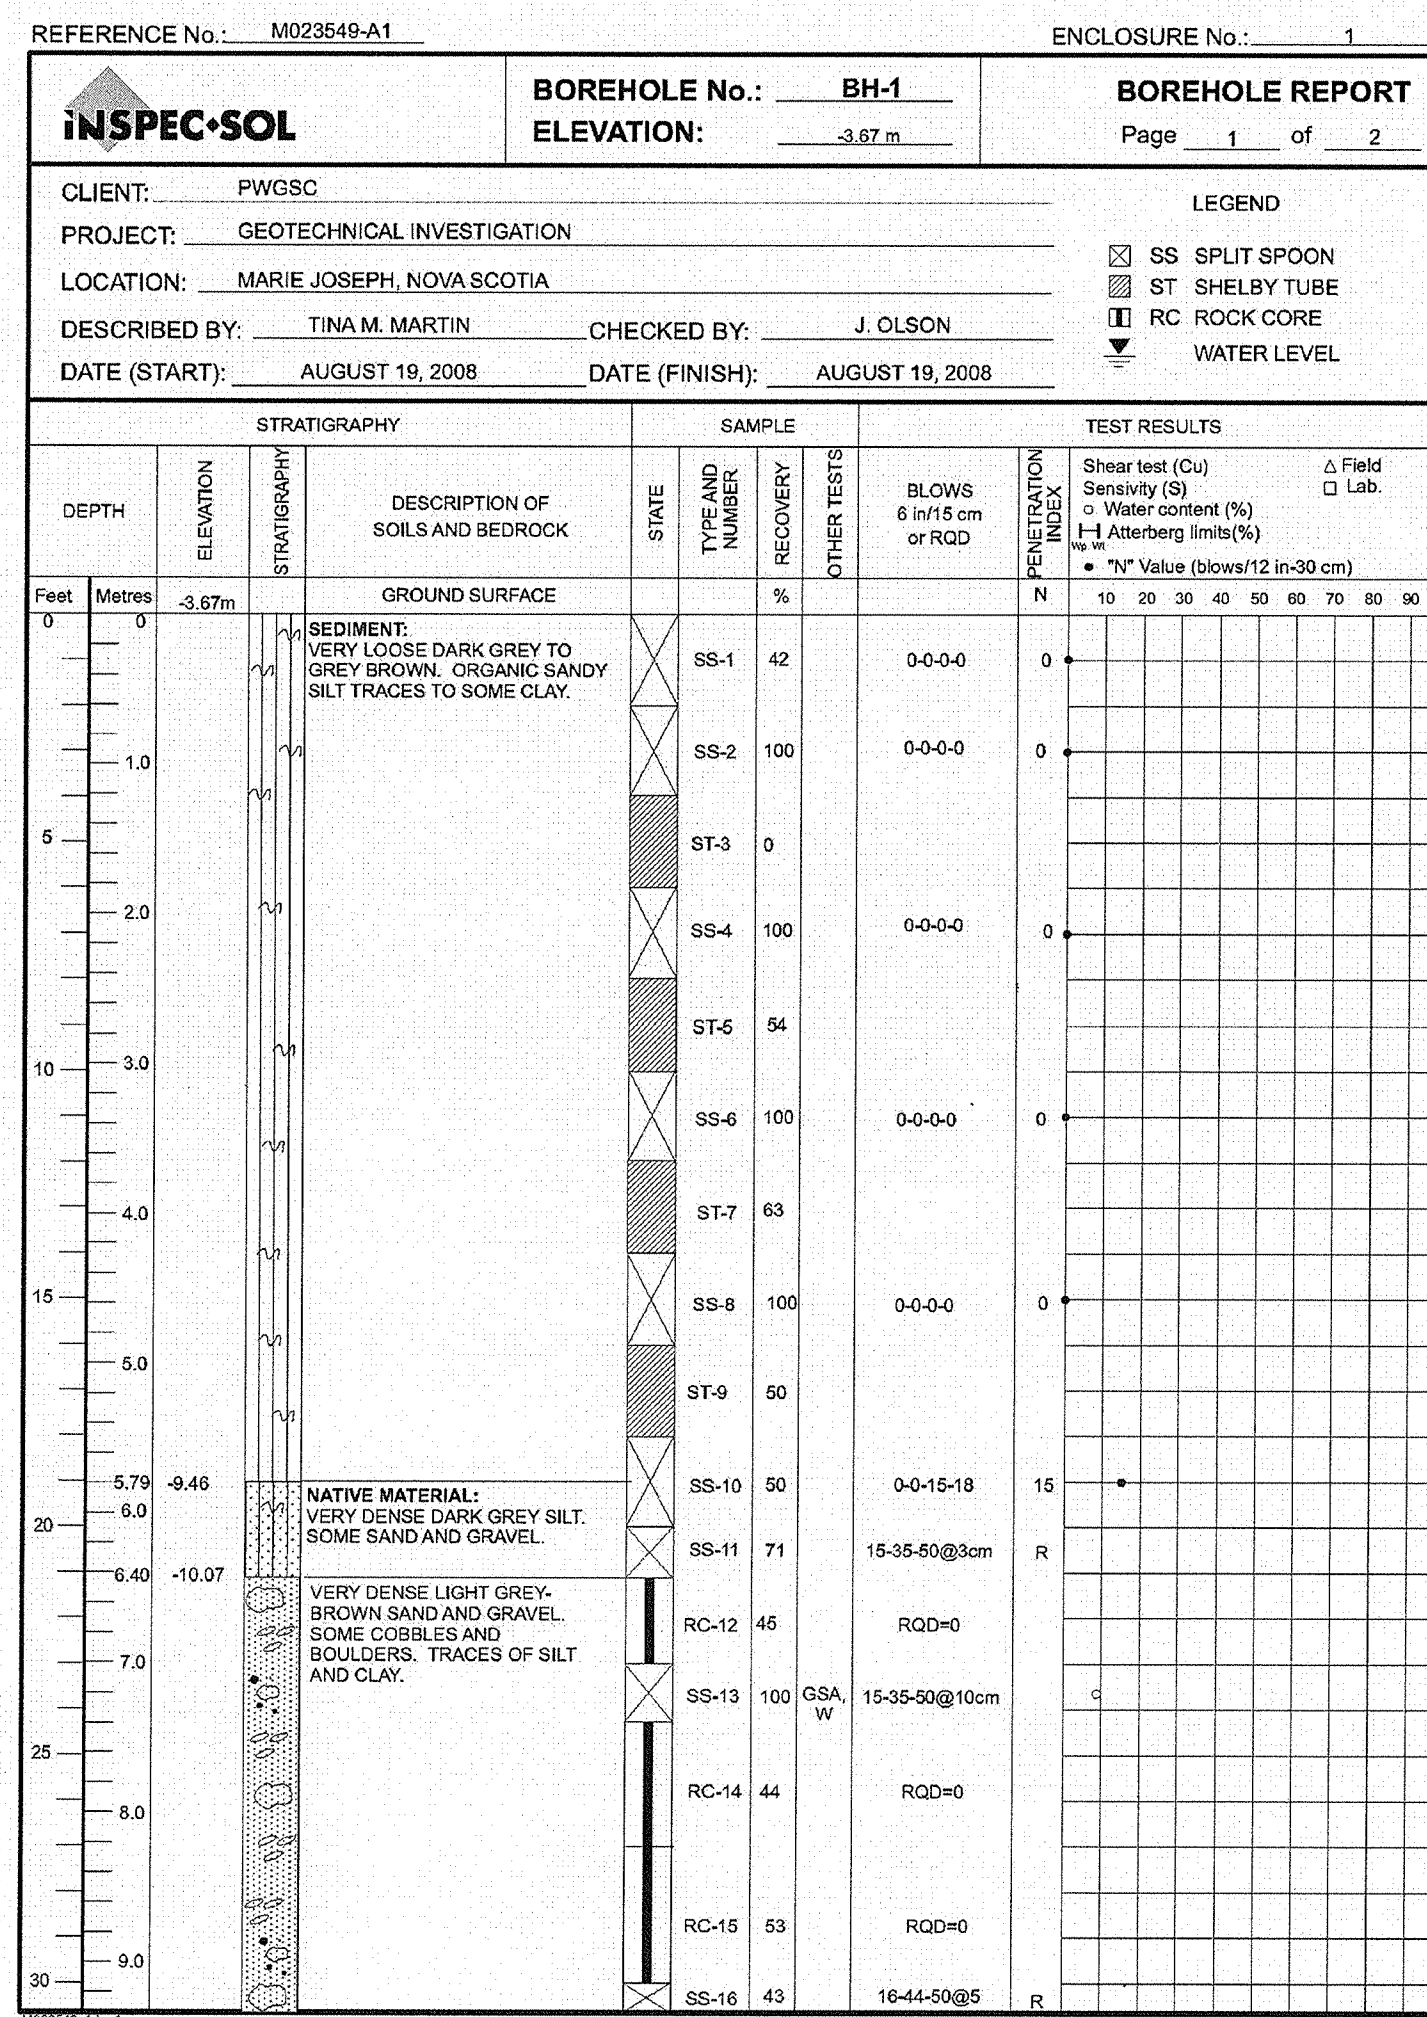 REFERENCE No.: M023549-A1 ENCLOSURE No.: 1
iNSPEC•SOL
BOREHOLE No.: BH-1
ELEVATION: -3.67 m
BOREHOLE REPORT
Page 1 of 2
CLIENT: PWGSC
PROJECT: GEOTECHNICAL INVESTIGATION
LOCATION: MARIE JOSEPH, NOVA SCOTIA
DESCRIBED BY: TINA M. MARTIN CHECKED BY: J. OLSON
DATE (START): AUGUST 19, 2008 DATE (FINISH): AUGUST 19, 2008
LEGEND
SS SPLIT SPOON
ST SHELBY TUBE
RC ROCK CORE
WATER LEVEL
STRATIGRAPHY SAMPLE TEST RESULTS
DEPTH
ELEVATION
STRATIGRAPHY
DESCRIPTION OF
SOILS AND BEDROCK
STATE
TYPE AND
NUMBER
RECOVERY
OTHER TESTS
BLOWS
6 in/15 cm
or RQD
PENETRATION
INDEX
Shear test (Cu) △ Field
Sensivity (S) □ Lab.
○ Water content (%)
Atterberg limits(%)
Wp Wl
● "N" Value (blows/12 in-30 cm)
Feet Metres -3.67m GROUND SURFACE % N 10 20 30 40 50 60 70 80 90
0 0
SEDIMENT:
VERY LOOSE DARK GREY TO
GREY BROWN. ORGANIC SANDY
SILT TRACES TO SOME CLAY.
SS-1 42 0-0-0-0 0
1.0 SS-2 100 0-0-0-0 0
5 ST-3 0
2.0 SS-4 100 0-0-0-0 0
ST-5 54
10 3.0
SS-6 100 0-0-0-0 0
4.0 ST-7 63
15 SS-8 100 0-0-0-0 0
5.0 ST-9 50
5.79 -9.46 SS-10 50 0-0-15-18 15
NATIVE MATERIAL:
VERY DENSE DARK GREY SILT.
SOME SAND AND GRAVEL.
6.0
20
SS-11 71 15-35-50@3cm R
6.40 -10.07
VERY DENSE LIGHT GREY-
BROWN SAND AND GRAVEL.
SOME COBBLES AND
BOULDERS. TRACES OF SILT
AND CLAY.
RC-12 45 RQD=0
7.0
SS-13 100 GSA, W 15-35-50@10cm
25
RC-14 44 RQD=0
8.0
RC-15 53 RQD=0
9.0
30
SS-16 43 16-44-50@5 R